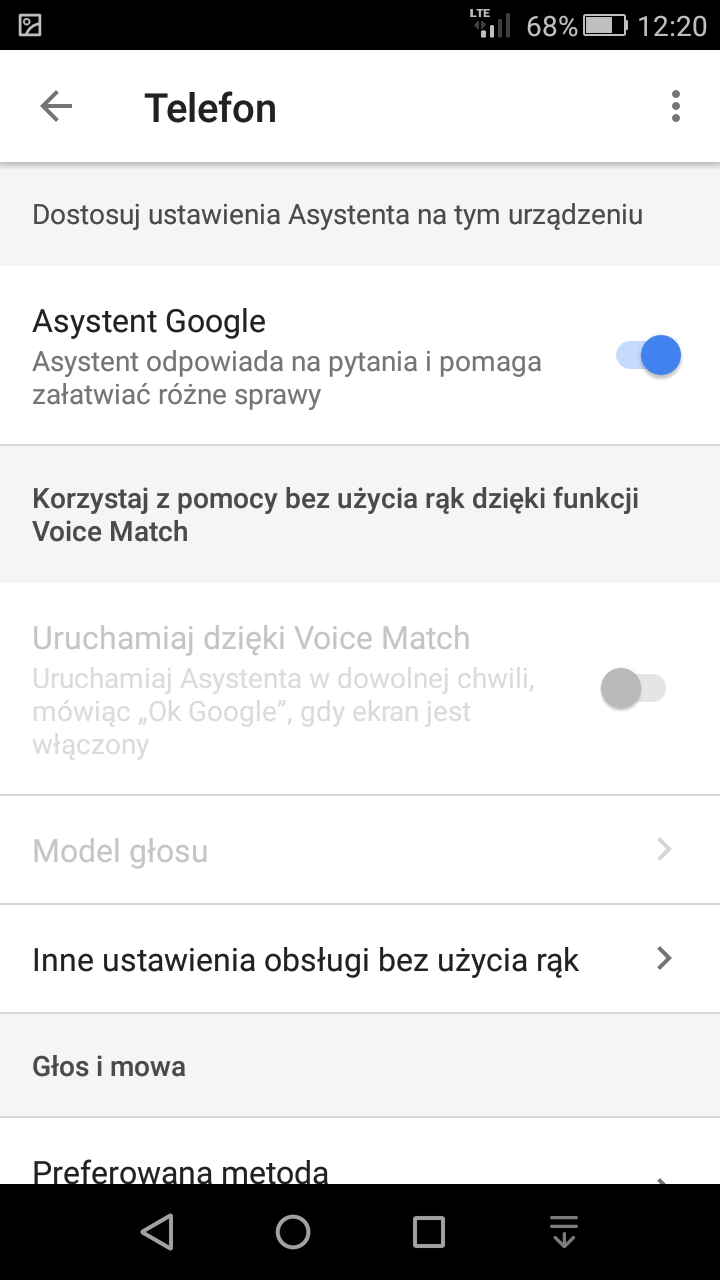 LTE
68% 12:20
Telefon
Dostosuj ustawienia Asystenta na tym urządzeniu
Asystent Google
Asystent odpowiada na pytania i pomaga
załatwiać różne sprawy
Korzystaj z pomocy bez użycia rąk dzięki funkcji
Voice Match
Uruchamiaj dzięki Voice Match
Uruchamiaj Asystenta w dowolnej chwili,
mówiąc „Ok Google”, gdy ekran jest
włączony
Model głosu
Inne ustawienia obsługi bez użycia rąk
Głos i mowa
Preferowana metoda